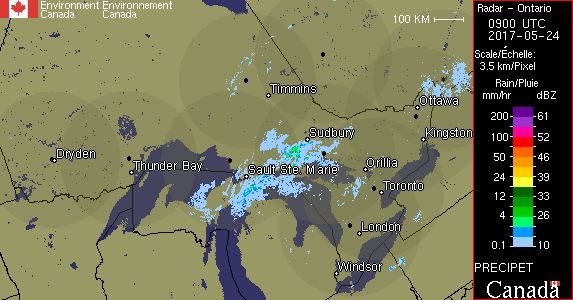 Environment Environnement
Canada Canada
100 KM
Timmins
Ottawa
Sudbury
Kingston
Dryden
Thunder Bay
Sault Ste. Marie
Orillia
Toronto
London
Windsor
Radar - Ontario
0900 UTC
2017-05-24
Scale/Échelle:
3.5 km/Pixel
Rain/Pluie
mm/hr dBZ
200 61
100 52
50 46
24 39
12 33
4 26
1 20
0.1 10
PRECIPET
Canada